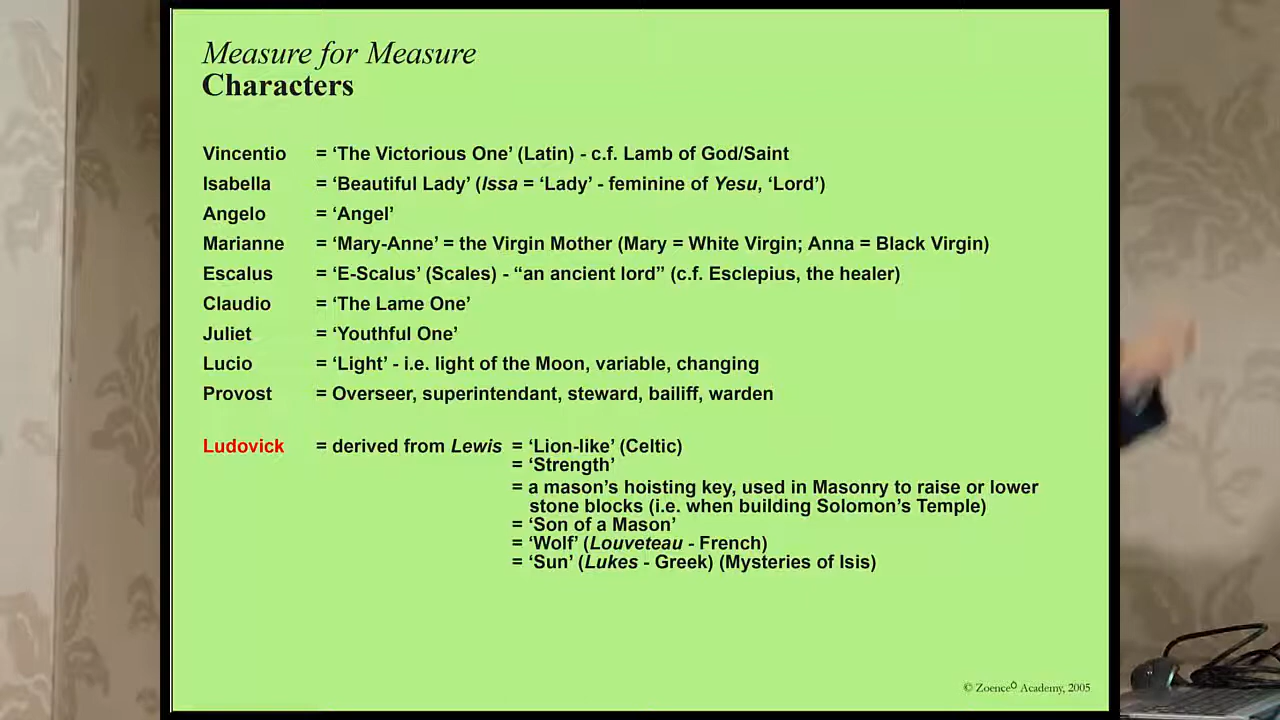 Measure for Measure
Characters
Vincentio = ‘The Victorious One’ (Latin) - c.f. Lamb of God/Saint
Isabella = ‘Beautiful Lady’ (Issa = ‘Lady’ - feminine of Yesu, ‘Lord’)
Angelo = ‘Angel’
Marianne = ‘Mary-Anne’ = the Virgin Mother (Mary = White Virgin; Anna = Black Virgin)
Escalus = ‘E-Scalus’ (Scales) - “an ancient lord” (c.f. Esclepius, the healer)
Claudio = ‘The Lame One’
Juliet = ‘Youthful One’
Lucio = ‘Light’ - i.e. light of the Moon, variable, changing
Provost = Overseer, superintendant, steward, bailiff, warden
Ludovick = derived from Lewis = ‘Lion-like’ (Celtic)
= ‘Strength’
= a mason’s hoisting key, used in Masonry to raise or lower
stone blocks (i.e. when building Solomon’s Temple)
= ‘Son of a Mason’
= ‘Wolf’ (Louveteau - French)
= ‘Sun’ (Lukes - Greek) (Mysteries of Isis)
© Zoence Academy, 2005